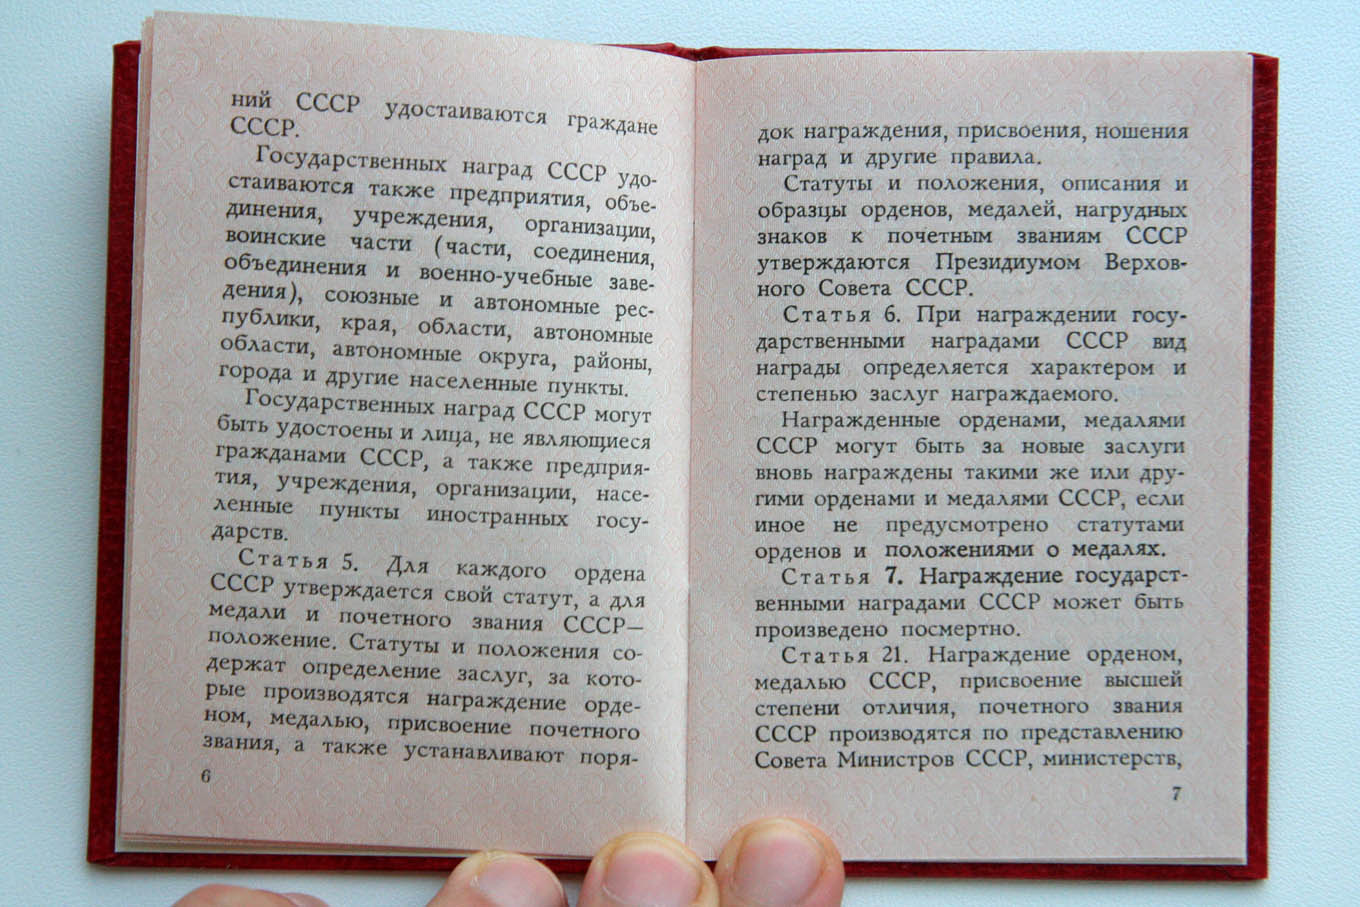 ний СССР удостаиваются граждане
СССР.
Государственных наград СССР удо-
стаиваются также предприятия, объе-
динения, учреждения, организации,
воинские части (части, соединения,
объединения и военно-учебные заве-
дения), союзные и автономные рес-
публики, края, области, автономные
области, автономные округа, районы,
города и другие населенные пункты.
Государственных наград СССР могут
быть удостоены и лица, не являющиеся
гражданами СССР, а также предприя-
тия, учреждения, организации, насе-
ленные пункты иностранных госу-
дарств.
Статья 5. Для каждого ордена
СССР утверждается свой статут, а для
медали и почетного звания СССР—
положение. Статуты и положения со-
держат определение заслуг, за кото-
рые производятся награждение орде-
ном, медалью, присвоение почетного
звания, а также устанавливают поря-
6
док награждения, присвоения, ношения
наград и другие правила.
Статуты и положения, описания и
образцы орденов, медалей, нагрудных
знаков к почетным званиям СССР
утверждаются Президиумом Верхов-
ного Совета СССР.
Статья 6. При награждении госу-
дарственными наградами СССР вид
награды определяется характером и
степенью заслуг награждаемого.
Награжденные орденами, медалями
СССР могут быть за новые заслуги
вновь награждены такими же или дру-
гими орденами и медалями СССР, если
иное не предусмотрено статутами
орденов и положениями о медалях.
Статья 7. Награждение государст-
венными наградами СССР может быть
произведено посмертно.
Статья 21. Награждение орденом,
медалью СССР, присвоение высшей
степени отличия, почетного звания
СССР производятся по представлению
Совета Министров СССР, министерств,
7